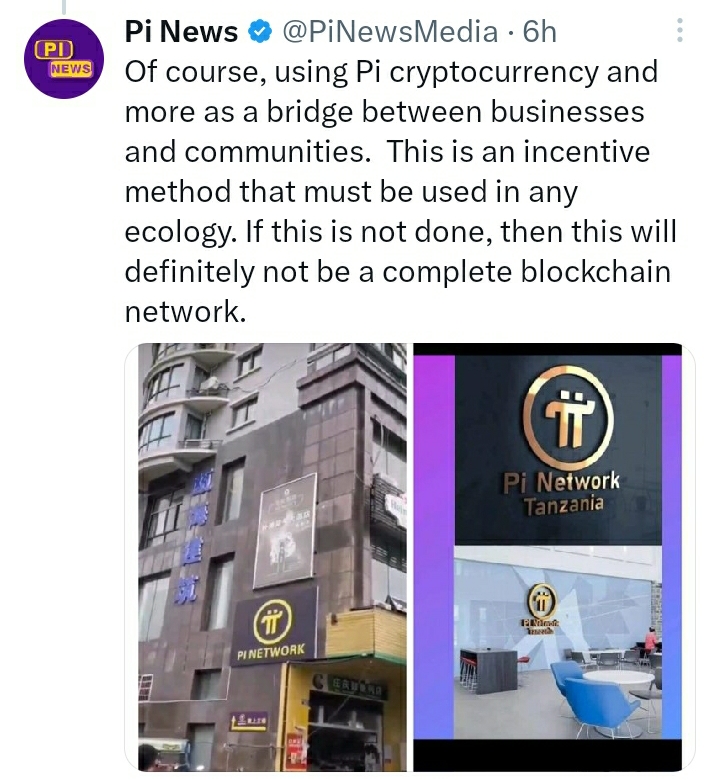 PI
NEWS
Pi News @PiNewsMedia · 6h
Of course, using Pi cryptocurrency and
more as a bridge between businesses
and communities.  This is an incentive
method that must be used in any
ecology. If this is not done, then this will
definitely not be a complete blockchain
network.
PI NETWORK
Pi Network
Tanzania
Pi Network
Tanzania